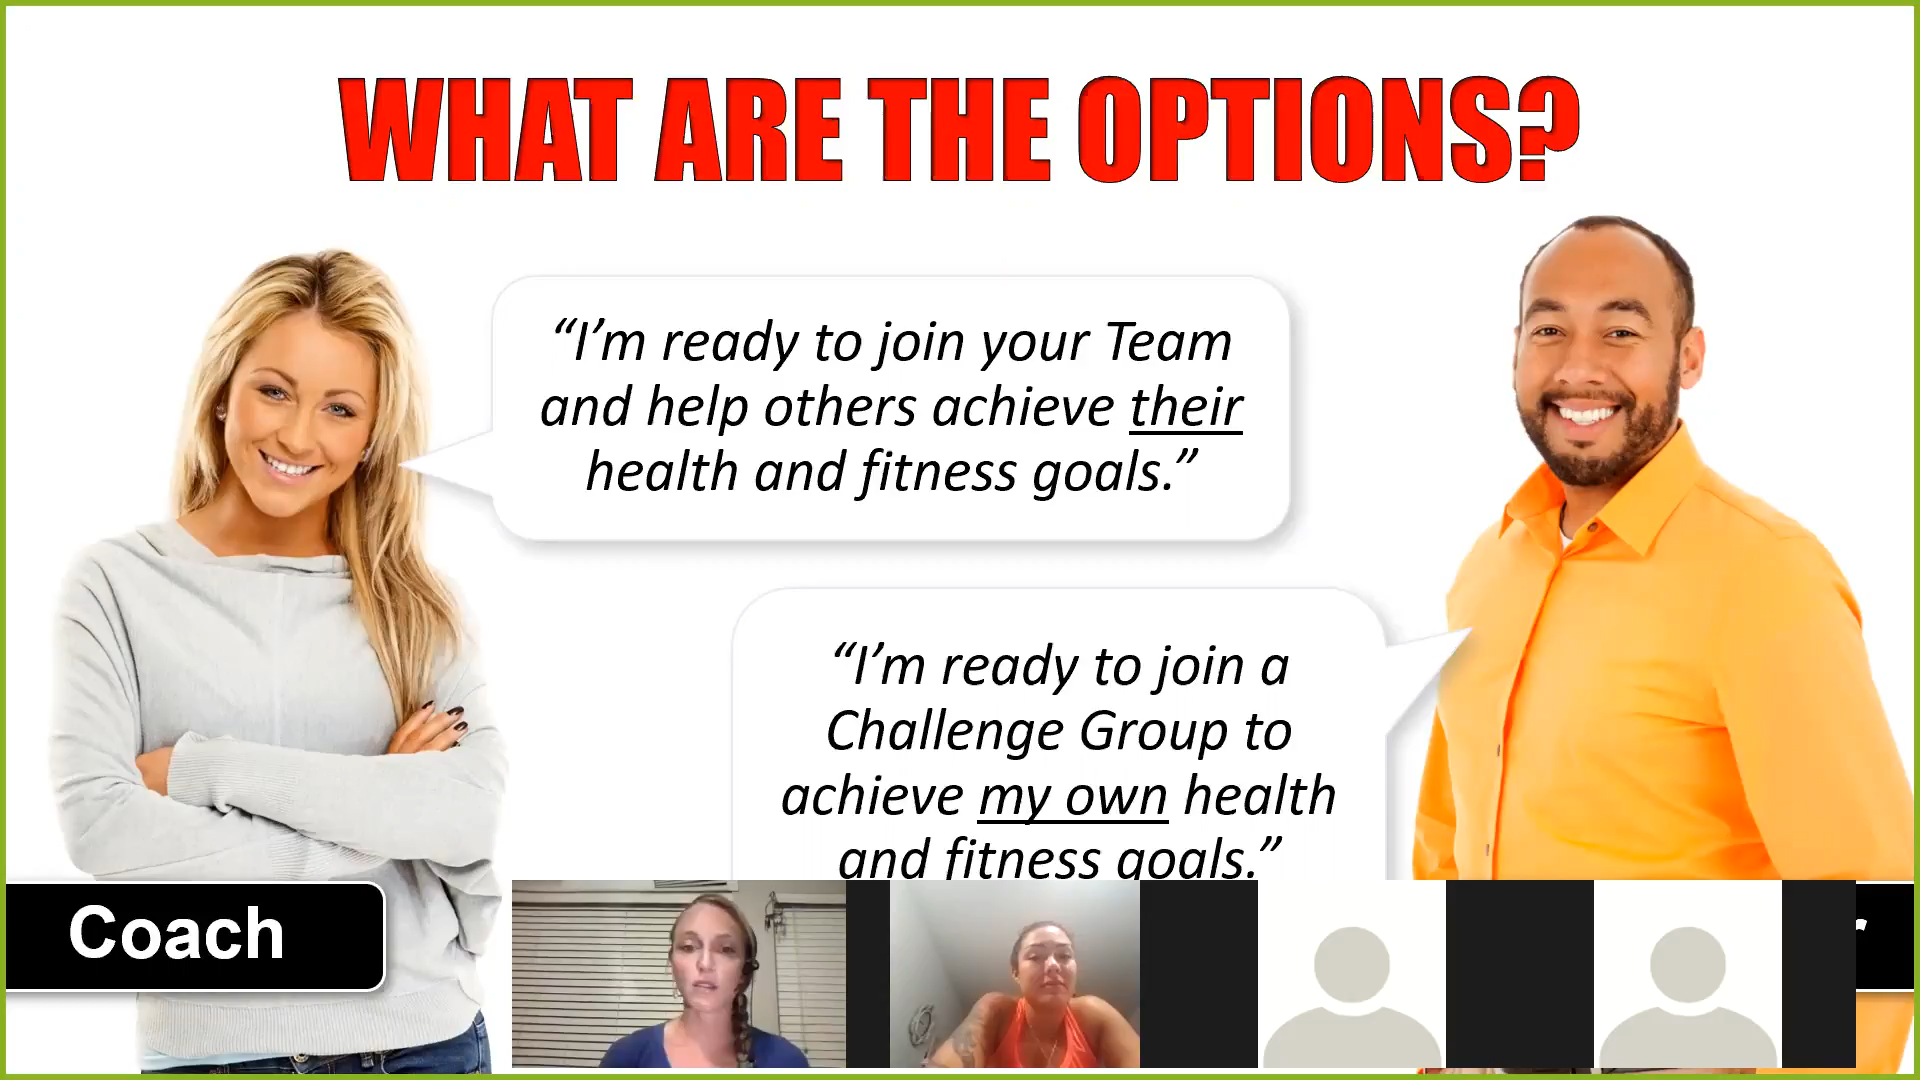 WHAT ARE THE OPTIONS?
“I’m ready to join your Team
and help others achieve their
health and fitness goals.”
“I’m ready to join a
Challenge Group to
achieve my own health
and fitness goals.”
Coach